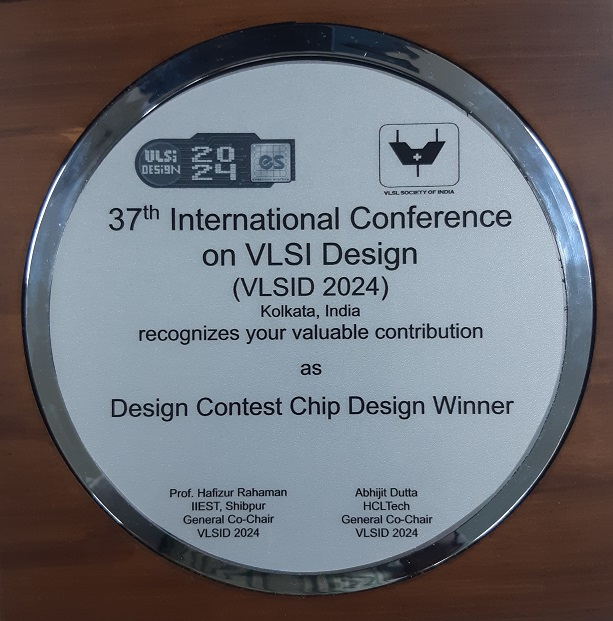 VLSi
DESiGN
20
24
es
VLSI SOCIETY OF INDIA
37th International Conference
on VLSI Design
(VLSID 2024)
Kolkata, India
recognizes your valuable contribution
as
Design Contest Chip Design Winner
Prof. Hafizur Rahaman
IIEST, Shibpur
General Co-Chair
VLSID 2024
Abhijit Dutta
HCLTech
General Co-Chair
VLSID 2024